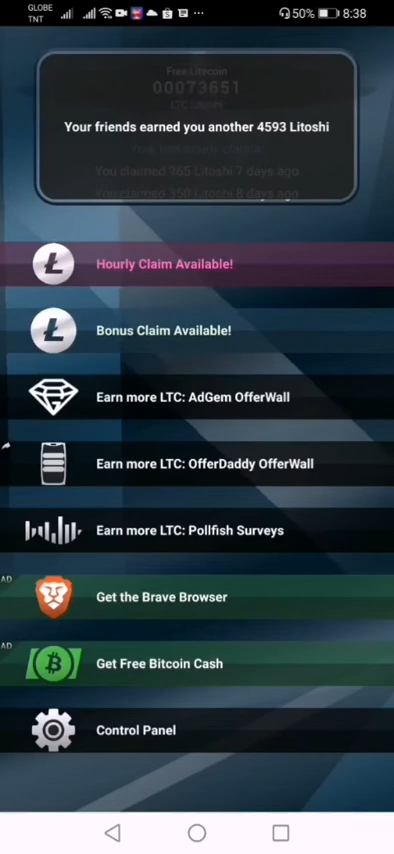 GLOBE
TNT
50% 8:38
Free Litecoin
00073651
LTC Litoshi
Your friends earned you another 4593 Litoshi
You claimed 365 Litoshi 7 days ago
You claimed 350 Litoshi 8 days ago
Hourly Claim Available!
Bonus Claim Available!
Earn more LTC: AdGem OfferWall
Earn more LTC: OfferDaddy OfferWall
Earn more LTC: Pollfish Surveys
AD
Get the Brave Browser
AD
Get Free Bitcoin Cash
Control Panel